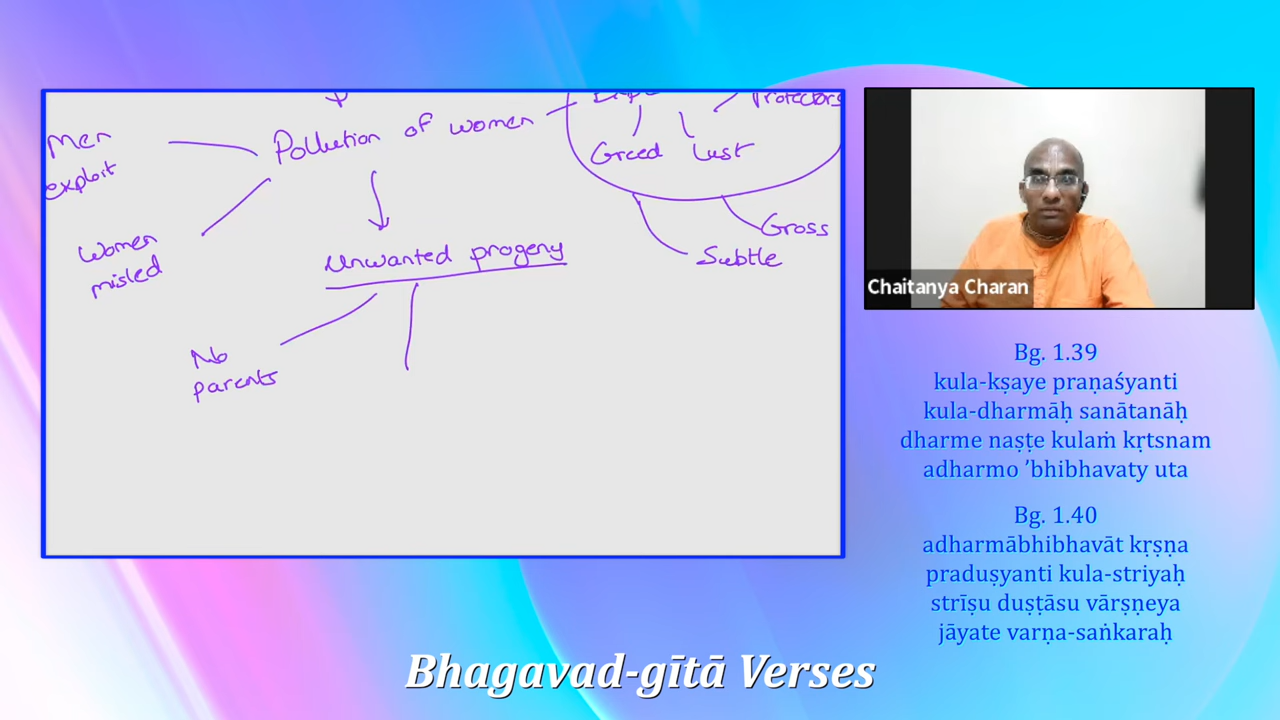 Protectors
Men
exploit
Pollution of women
Greed Lust
Women
misled
Unwanted progeny
Gross
Subtle
No
parents
Chaitanya Charan
Bg. 1.39
kula-kṣaye praṇaśyanti
kula-dharmāḥ sanātanāḥ
dharme naṣṭe kulaṁ kṛtsnam
adharmo ’bhibhavaty uta
Bg. 1.40
adharmābhibhavāt kṛṣṇa
praduṣyanti kula-striyaḥ
strīṣu duṣṭāsu vārṣṇeya
jāyate varṇa-saṅkaraḥ
Bhagavad-gītā Verses